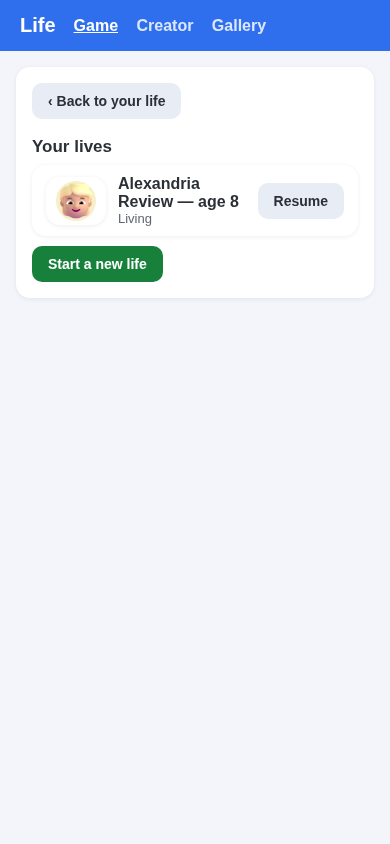 Life Game Creator Gallery
‹ Back to your life
Your lives
Alexandria
Review — age 8
Living
Resume
Start a new life